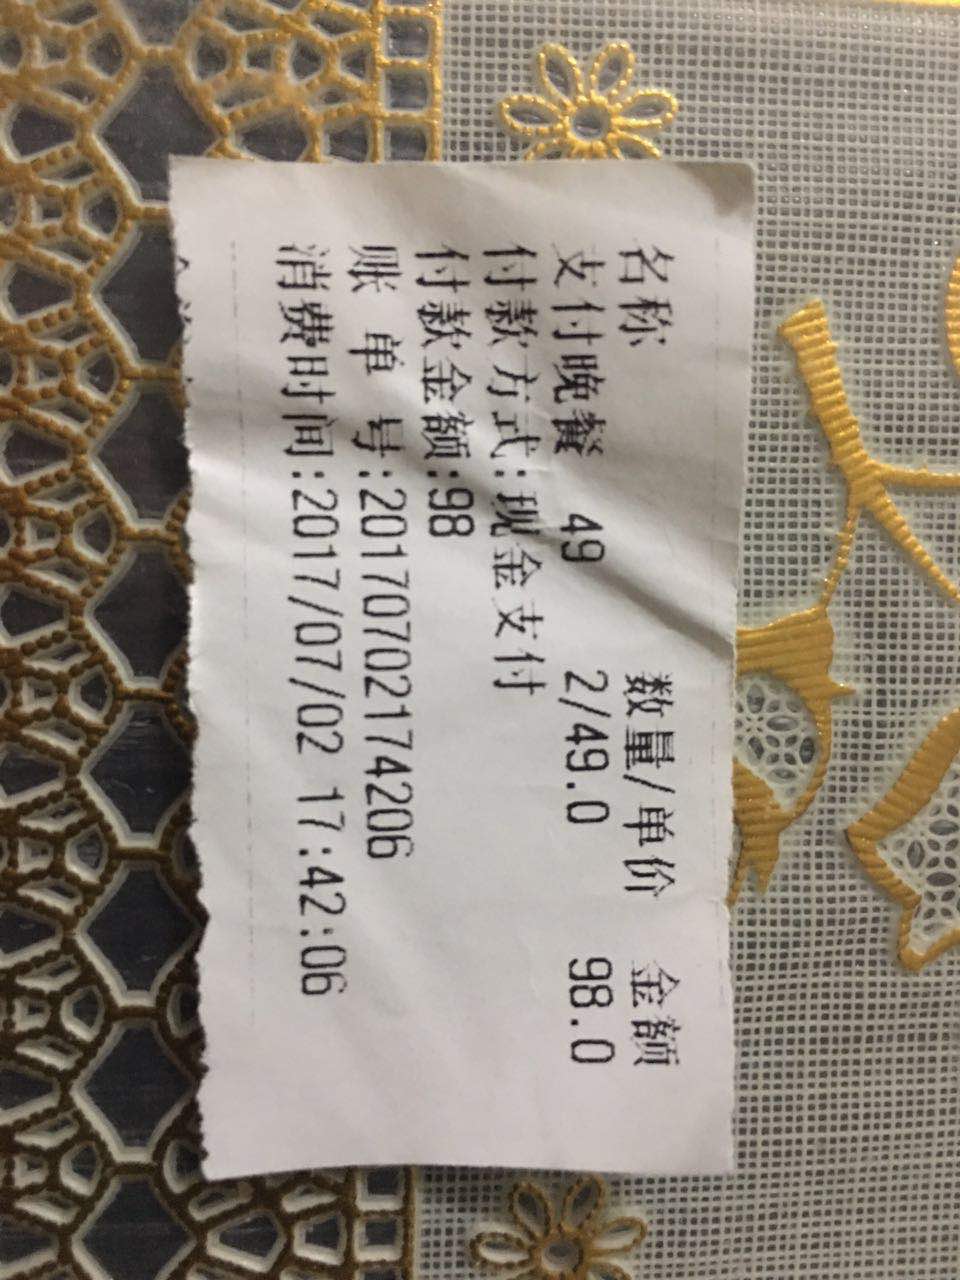 名称 数量/单价 金额
支付晚餐 49 2/49.0 98.0
付款方式:现金支付
付款金额:98
账 单 号:20170702174206
消费时间:2017/07/02 17:42:06